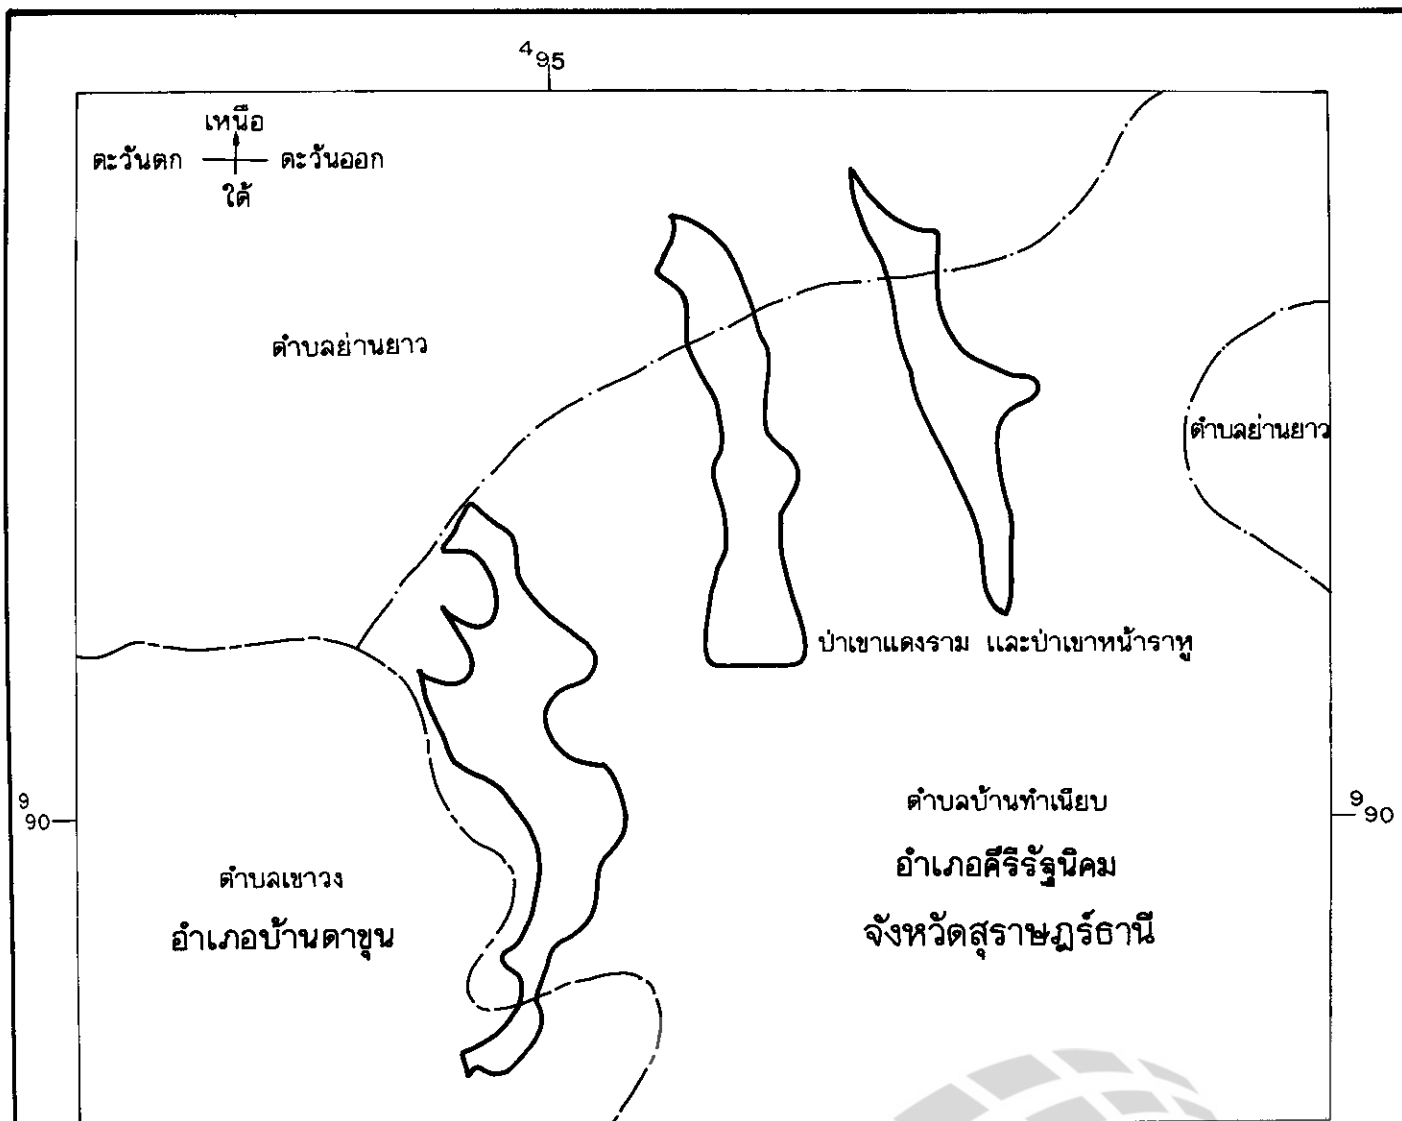 495
เหนือ
ตะวันตก ตะวันออก
ใต้
ตำบลย่านยาว
ตำบลย่านยาว
ป่าเขาแดงราม และป่าเขาหน้าราหู
990
990
ตำบลบ้านทำเนียบ
อำเภอคีรีรัฐนิคม
จังหวัดสุราษฎร์ธานี
ตำบลเขาวง
อำเภอบ้านตาขุน